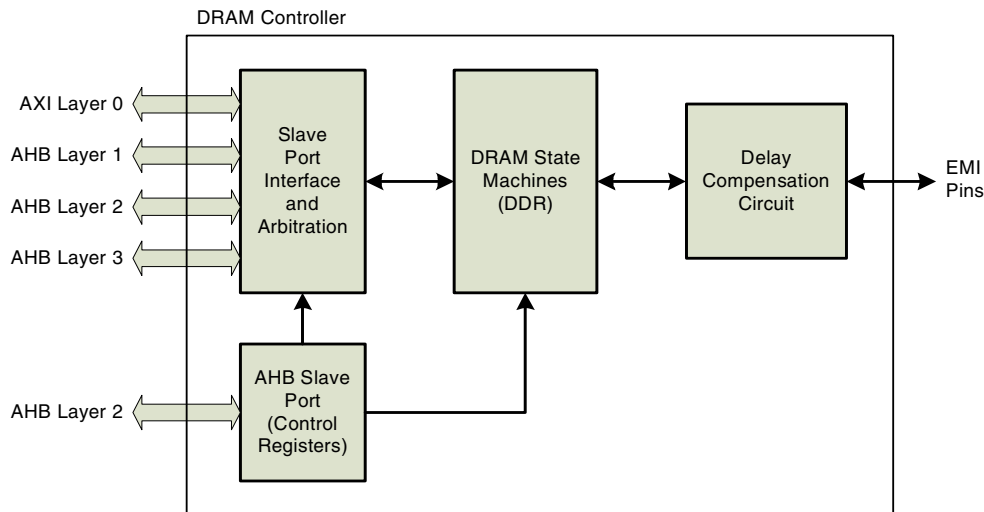 DRAM Controller
AXI Layer 0
AHB Layer 1
AHB Layer 2
AHB Layer 3
Slave
Port
Interface
and
Arbitration
DRAM State
Machines
(DDR)
Delay
Compensation
Circuit
EMI
Pins
AHB Layer 2
AHB Slave
Port
(Control
Registers)